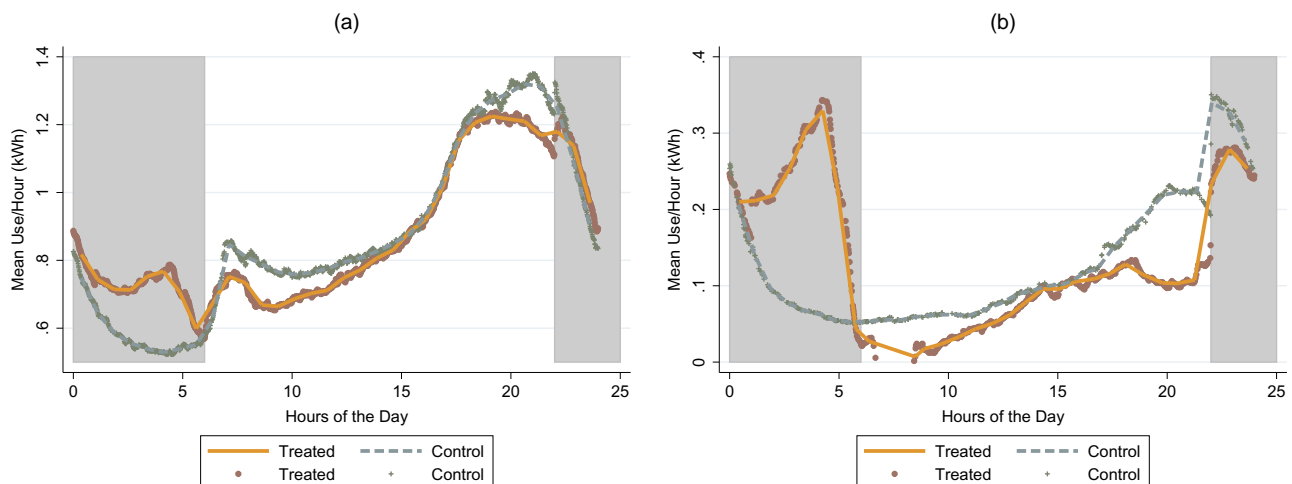 (a)
Mean Use/Hour (kWh)
1.4
1.2
1
.8
.6
0 5 10 15 20 25
Hours of the Day
Treated Control
Treated Control
(b)
Mean Use/Hour (kWh)
.4
.3
.2
.1
0
0 5 10 15 20 25
Hours of the Day
Treated Control
Treated Control